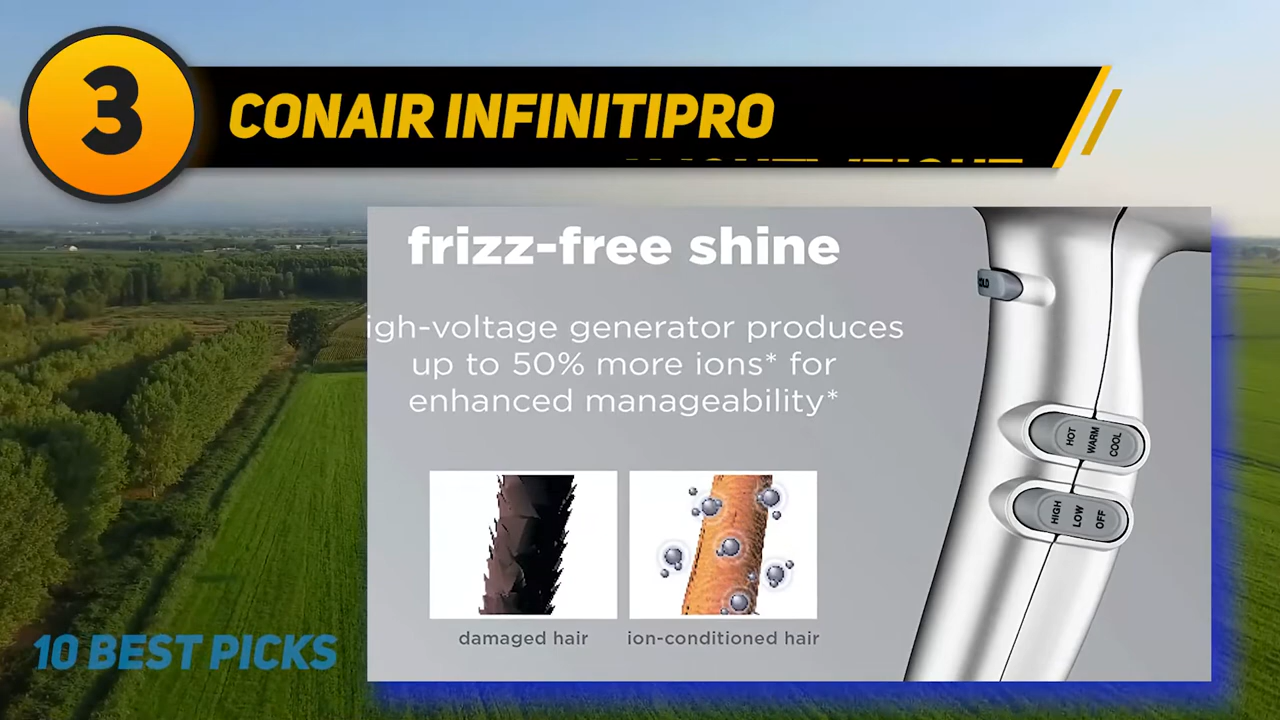 3
CONAIR INFINITIPRO
frizz-free shine
igh-voltage generator produces
up to 50% more ions* for
enhanced manageability*
HOT WARM COOL
HIGH LOW OFF
damaged hair
ion-conditioned hair
10 BEST PICKS